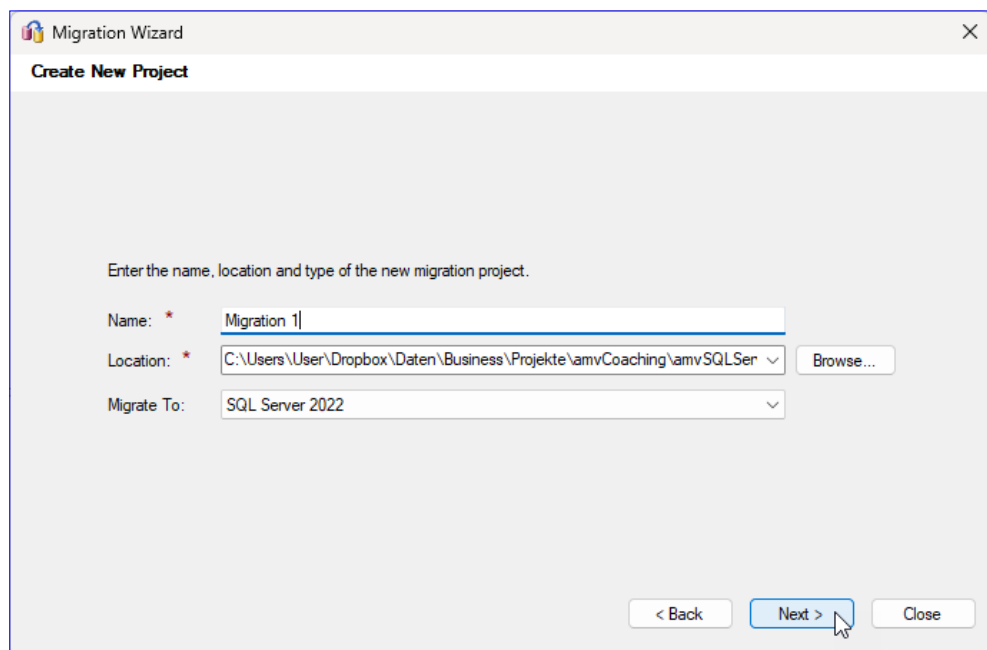 Migration Wizard
Create New Project
Enter the name, location and type of the new migration project.
Name: * Migration 1
Location: * C:\Users\User\Dropbox\Daten\Business\Projekte\amvCoaching\amvSQLSer Browse...
Migrate To: SQL Server 2022
< Back Next > Close